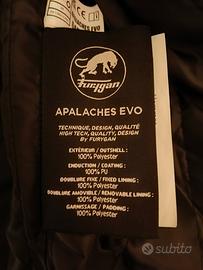 CE
furygan
APALACHES EVO
TECHNIQUE, DESIGN, QUALITÉ
HIGH TECH, QUALITY, DESIGN
BY FURYGAN
EXTÉRIEUR / OUTSHELL :
100% Polyester
ENDUCTION / COATING :
100% PU
DOUBLURE FIXE / FIXED LINING :
100% Polyester
DOUBLURE AMOVIBLE / REMOVABLE LINING :
100% Polyester
GARNISSAGE / PADDING :
100% Polyester
subito